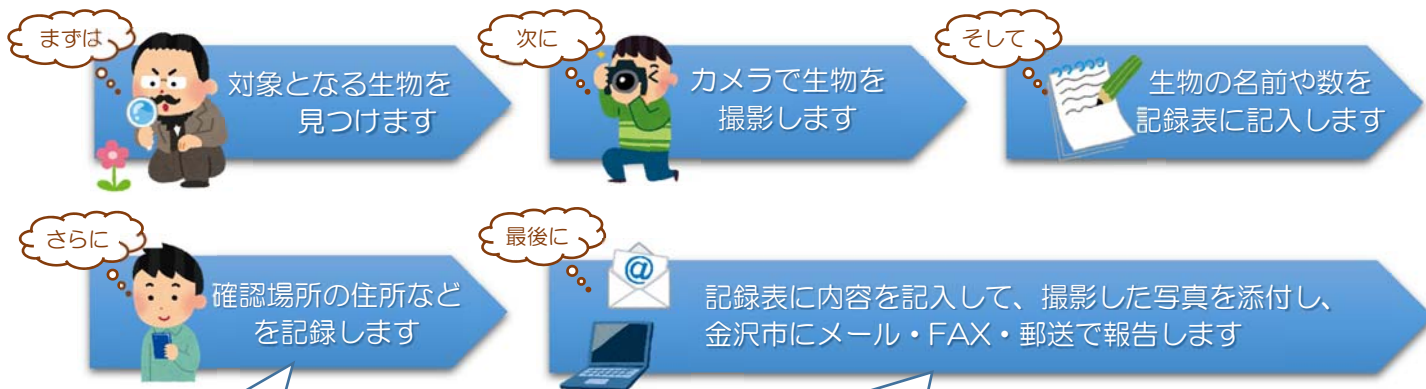 まずは
対象となる生物を
見つけます
次に
カメラで生物を
撮影します
そして
生物の名前や数を
記録表に記入します
さらに
確認場所の住所など
を記録します
最後に
@
記録表に内容を記入して、撮影した写真を添付し、
金沢市にメール・FAX・郵送で報告します